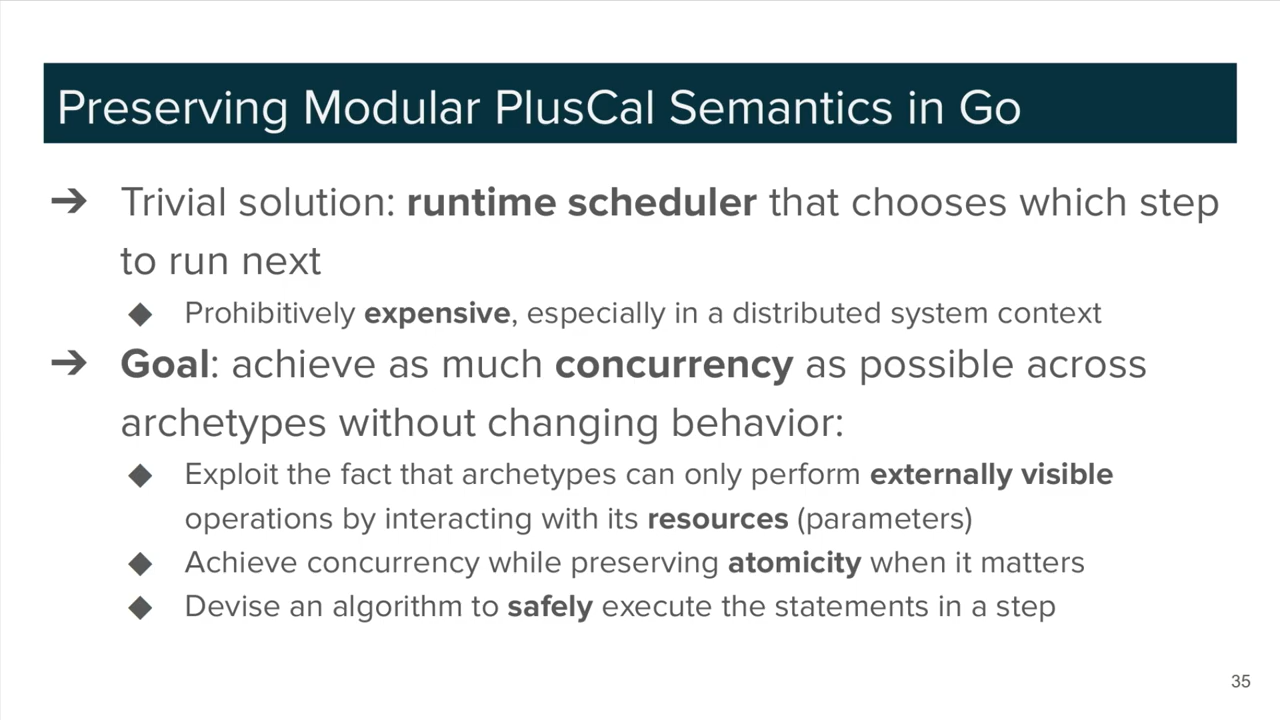 Preserving Modular PlusCal Semantics in Go
➔ Trivial solution: runtime scheduler that chooses which step
to run next
◆ Prohibitively expensive, especially in a distributed system context
➔ Goal: achieve as much concurrency as possible across
archetypes without changing behavior:
◆ Exploit the fact that archetypes can only perform externally visible
operations by interacting with its resources (parameters)
◆ Achieve concurrency while preserving atomicity when it matters
◆ Devise an algorithm to safely execute the statements in a step
35